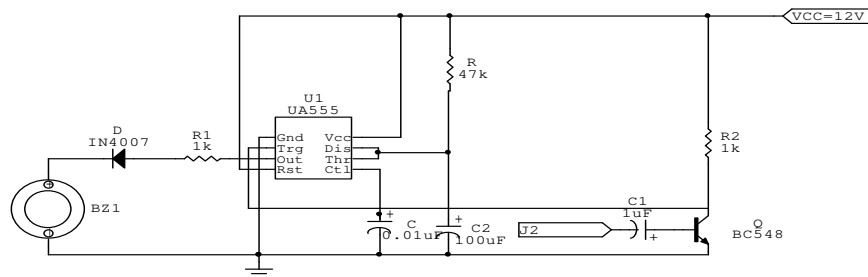 VCC=12V
R
47k
U1
UA555
D
IN4007
R1
1k
R2
1k
Gnd
Trg
Out
Rst
Vcc
Dis
Thr
Ctl
BZ1
C
0.01uF
+
C2
100uF
+
J2
C1
1uF
+
Q
BC548